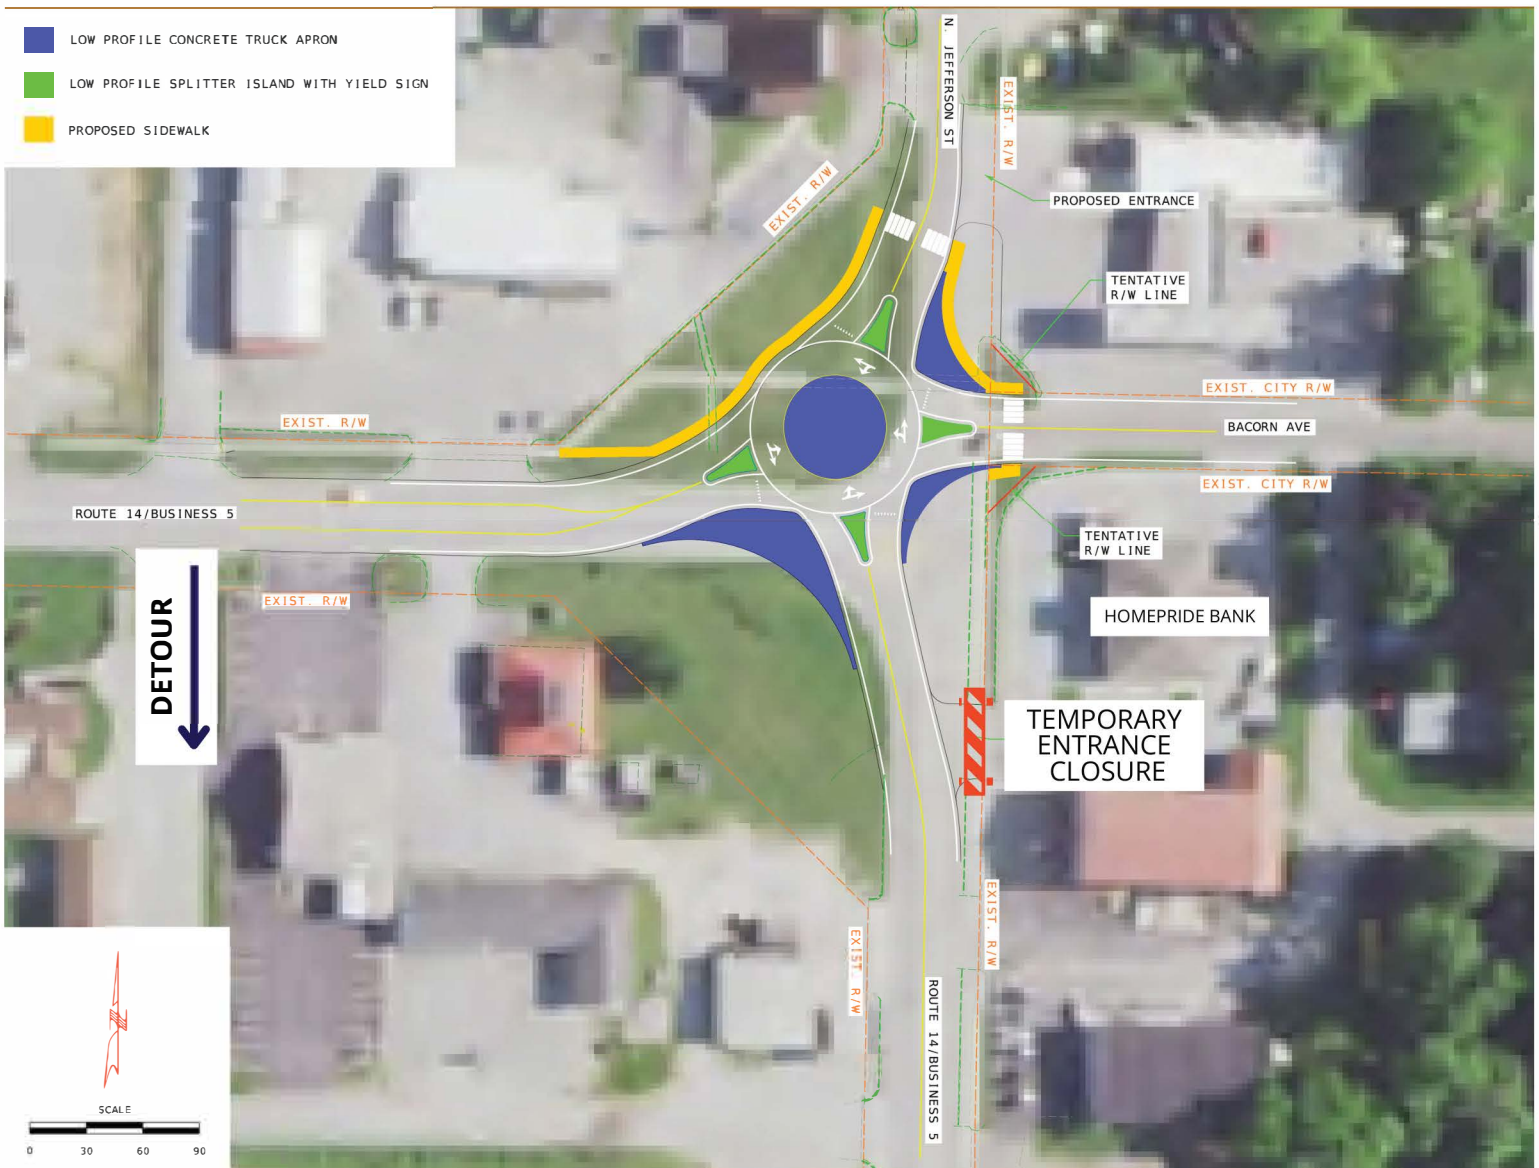 LOW PROFILE CONCRETE TRUCK APRON
LOW PROFILE SPLITTER ISLAND WITH YIELD SIGN
PROPOSED SIDEWALK
N. JEFFERSON ST
EXIST. R/W
EXIST. R/W
PROPOSED ENTRANCE
TENTATIVE
R/W LINE
EXIST. CITY R/W
EXIST. R/W
BACORN AVE
EXIST. CITY R/W
ROUTE 14/BUSINESS 5
TENTATIVE
R/W LINE
EXIST. R/W
HOMEPRIDE BANK
DETOUR
TEMPORARY
ENTRANCE
CLOSURE
EXIST. R/W
EXIST. R/W
ROUTE 14/BUSINESS 5
N
SCALE
0 30 60 90